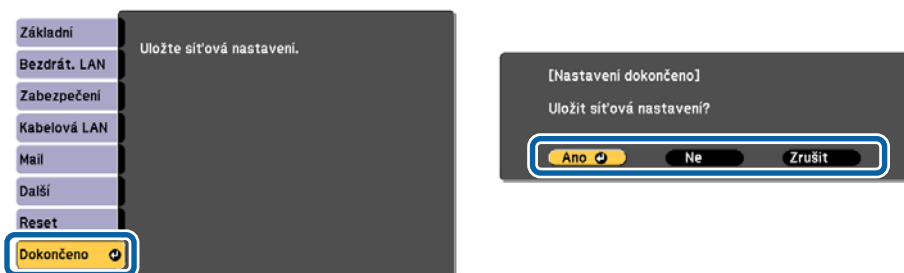 Základní
Bezdrát. LAN
Zabezpečení
Kabelová LAN
Mail
Další
Reset
Dokončeno
Uložte síťová nastavení.
[Nastavení dokončeno]
Uložit síťová nastavení?
Ano Ne Zrušit